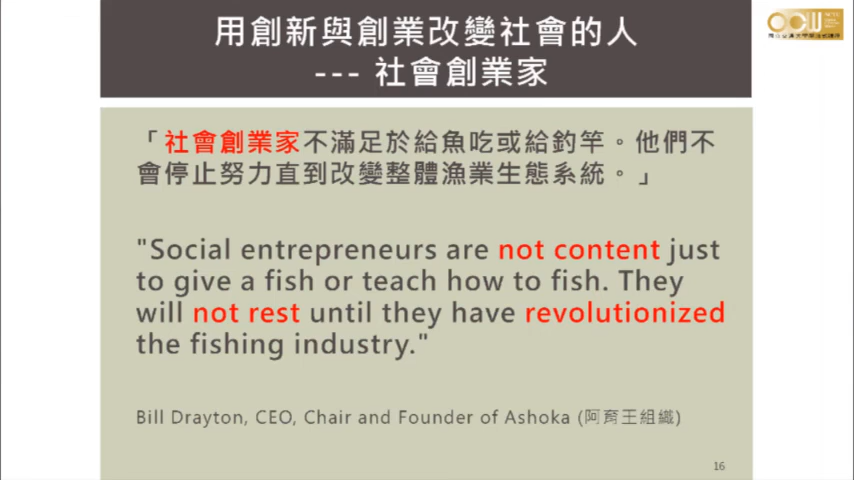 用創新與創業改變社會的人
--- 社會創業家
OCW
「社會創業家不滿足於給魚吃或給釣竿。他們不
會停止努力直到改變整體漁業生態系統。」
"Social entrepreneurs are not content just
to give a fish or teach how to fish. They
will not rest until they have revolutionized
the fishing industry."
Bill Drayton, CEO, Chair and Founder of Ashoka (阿育王組織)
16